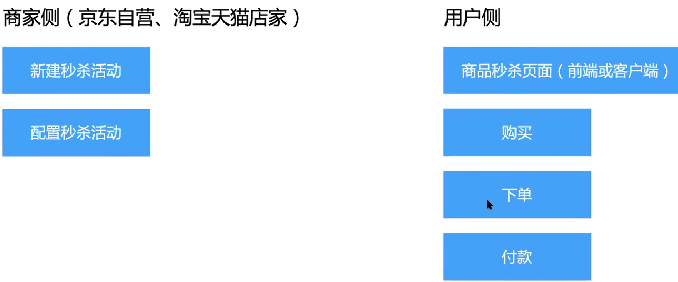 商家侧（京东自营、淘宝天猫店家）
新建秒杀活动
配置秒杀活动
用户侧
商品秒杀页面（前端或客户端）
购买
下单
付款